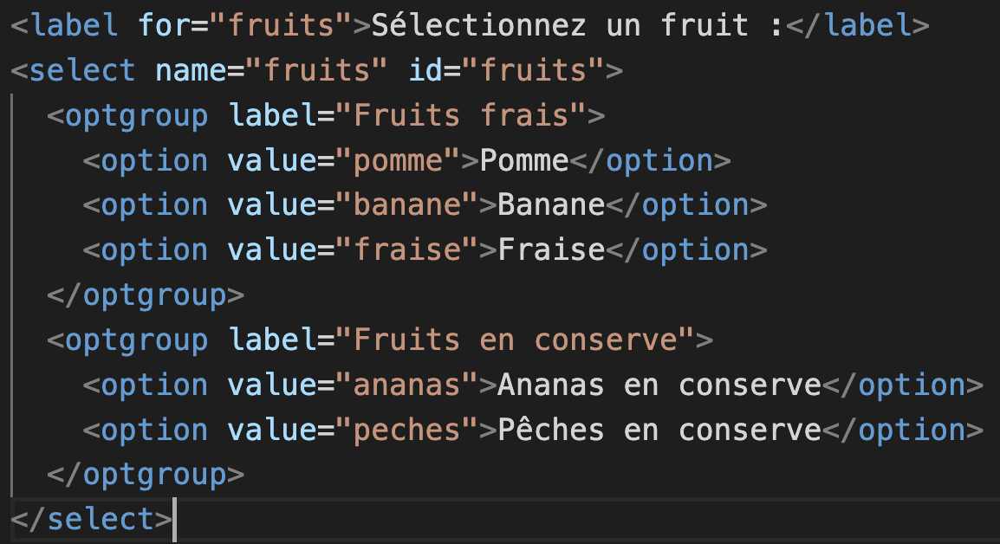 <label for="fruits">Sélectionnez un fruit :</label>
<select name="fruits" id="fruits">
  <optgroup label="Fruits frais">
    <option value="pomme">Pomme</option>
    <option value="banane">Banane</option>
    <option value="fraise">Fraise</option>
  </optgroup>
  <optgroup label="Fruits en conserve">
    <option value="ananas">Ananas en conserve</option>
    <option value="peches">Pêches en conserve</option>
  </optgroup>
</select>